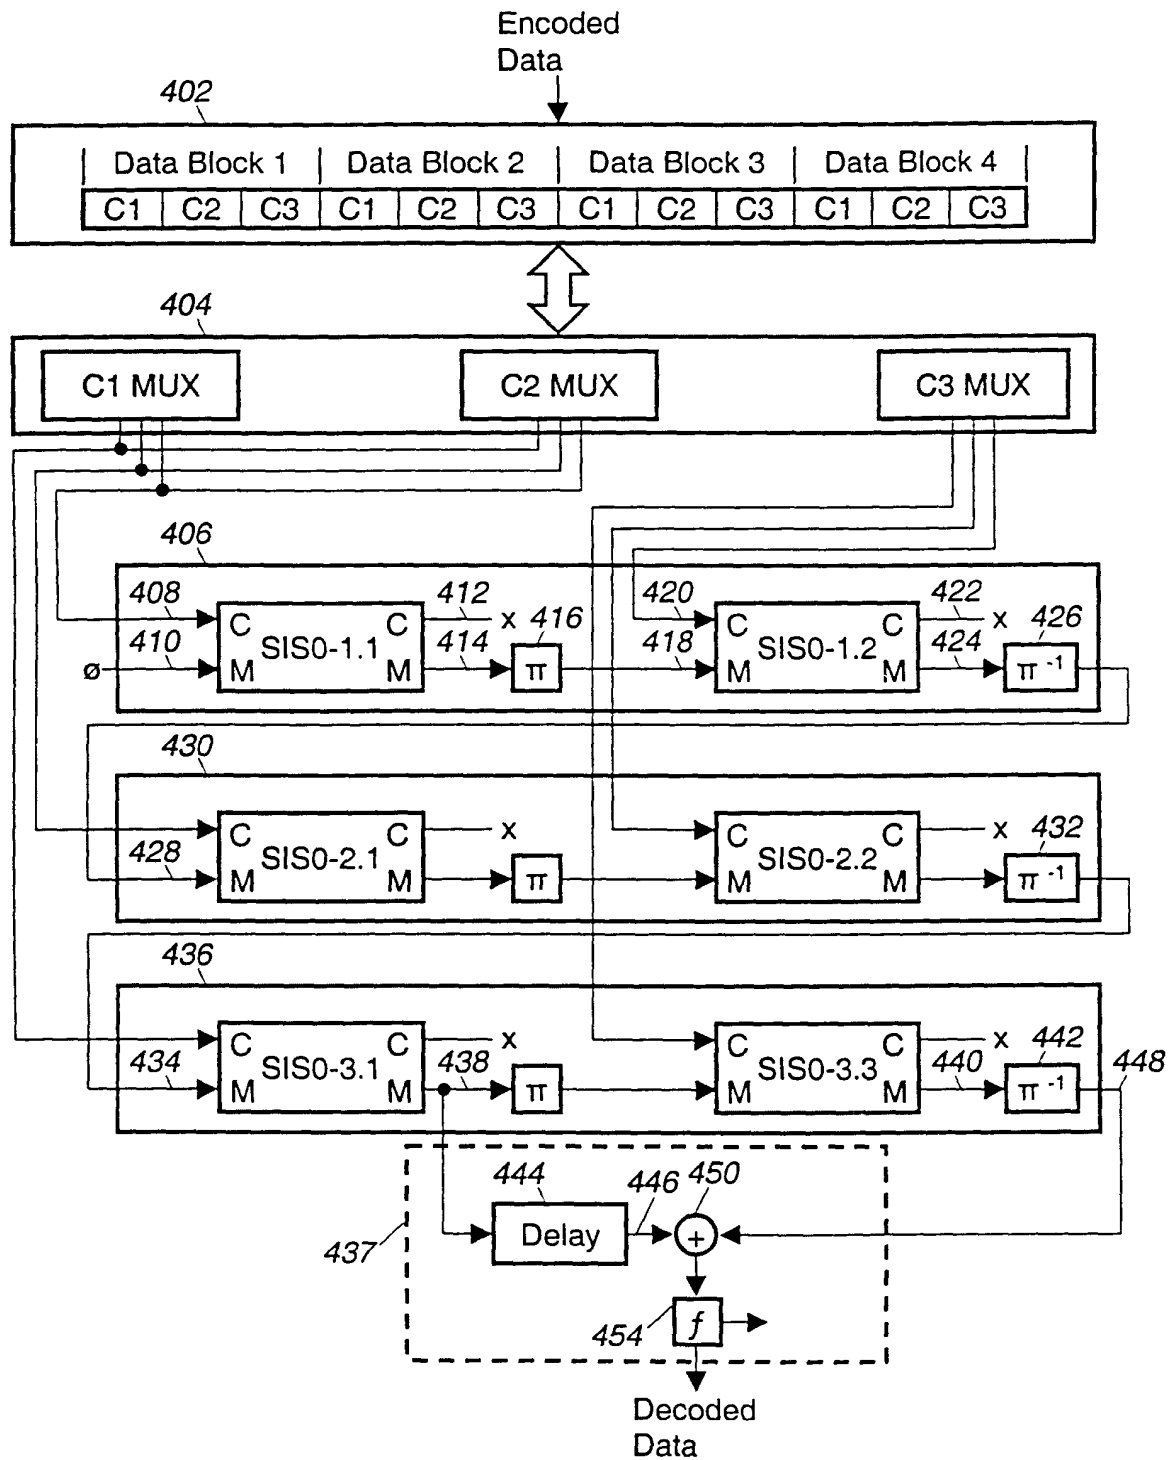 Encoded
Data
402
Data Block 1 Data Block 2 Data Block 3 Data Block 4
C1 C2 C3 C1 C2 C3 C1 C2 C3 C1 C2 C3
404
C1 MUX C2 MUX C3 MUX
406
408 412 416 420 422 426
C SIS0-1.1 C x C SIS0-1.2 C x
410 414 418 424
ø M M π M M π -1
430
C SIS0-2.1 C x C SIS0-2.2 C x 432
428 M M π M M π -1
436
C SIS0-3.1 C x C SIS0-3.3 C x 442
434 M M 438 π M M 440 π -1 448
444 446 450
Delay +
437
454 f
Decoded
Data